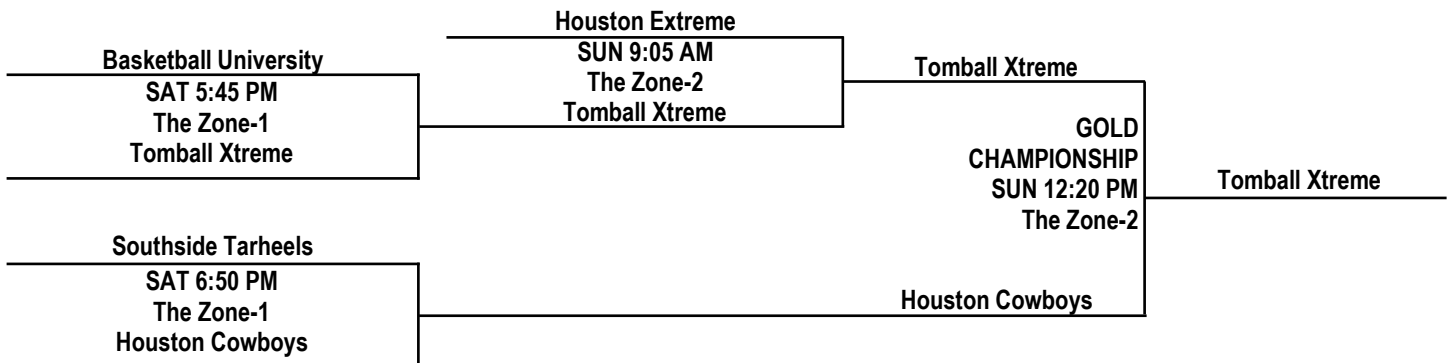 Houston Extreme
SUN 9:05 AM
The Zone-2
Tomball Xtreme
Basketball University
SAT 5:45 PM
The Zone-1
Tomball Xtreme
Tomball Xtreme
GOLD
CHAMPIONSHIP
SUN 12:20 PM
The Zone-2
Tomball Xtreme
Southside Tarheels
SAT 6:50 PM
The Zone-1
Houston Cowboys
Houston Cowboys